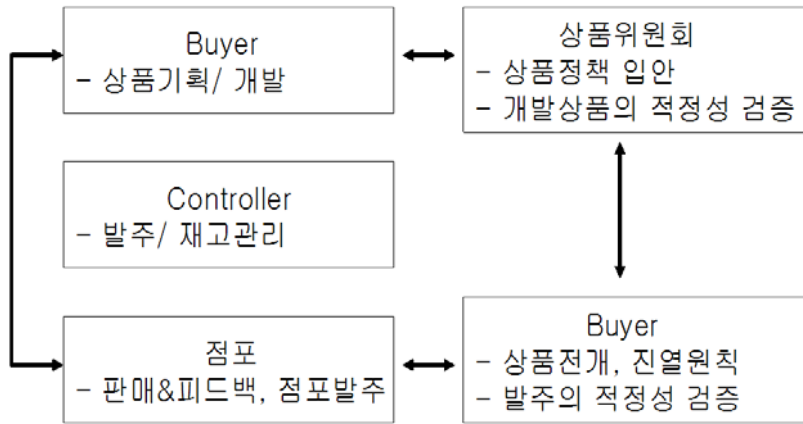 Buyer
- 상품기획/ 개발
상품위원회
- 상품정책 입안
- 개발상품의 적정성 검증
Controller
- 발주/ 재고관리
점포
- 판매&피드백, 점포발주
Buyer
- 상품전개, 진열원칙
- 발주의 적정성 검증